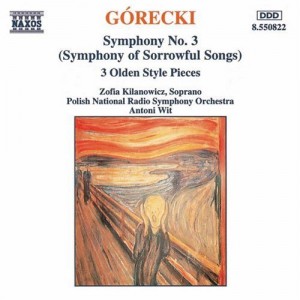 NAXOS
GÓRECKI
DDD
8.550822
Symphony No. 3
(Symphony of Sorrowful Songs)
3 Olden Style Pieces
Zofia Kilanowicz, Soprano
Polish National Radio Symphony Orchestra
Antoni Wit